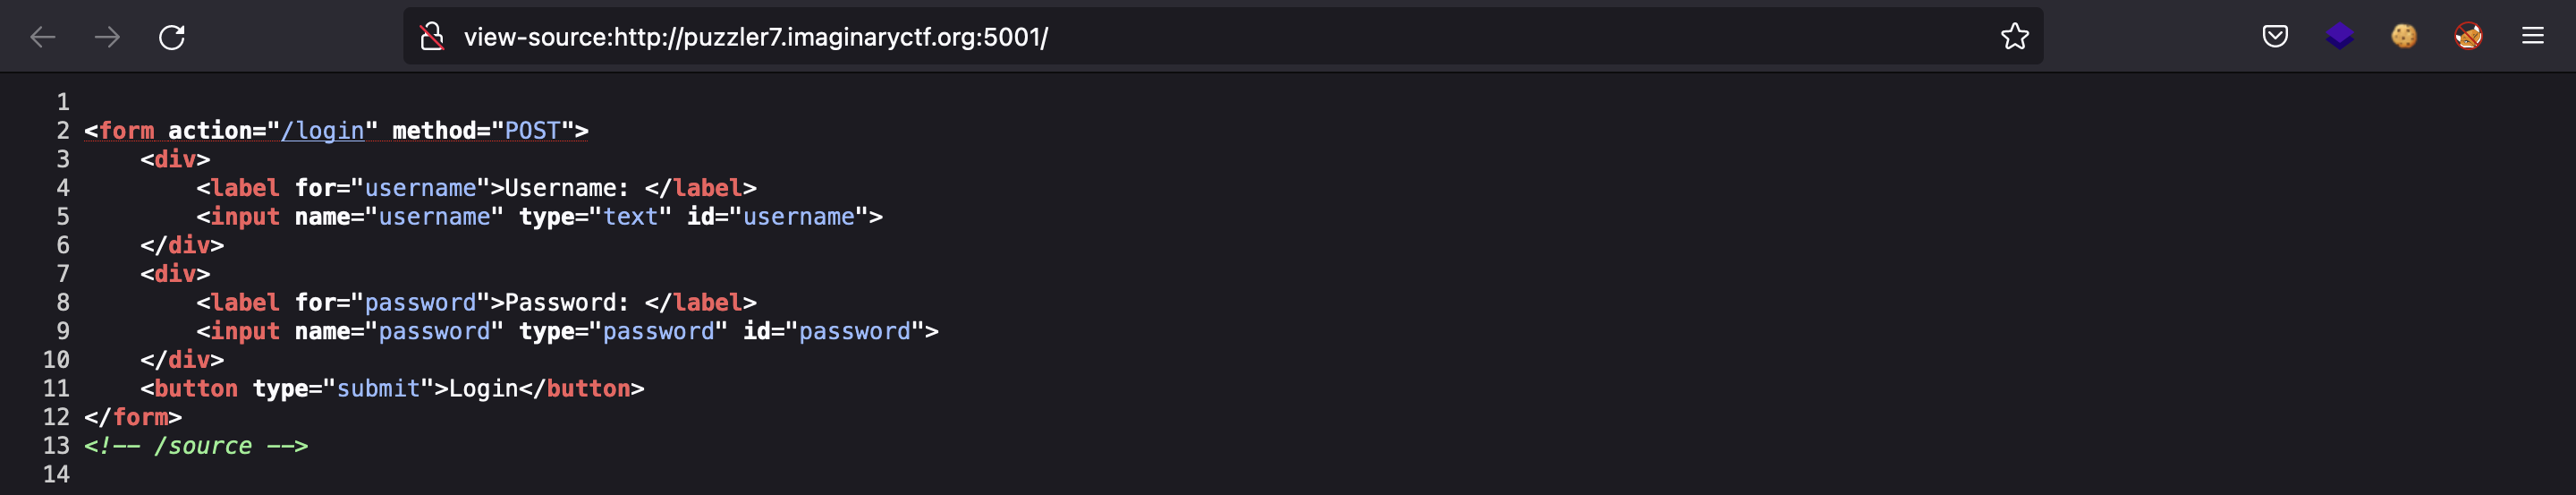 view-source:http://puzzler7.imaginaryctf.org:5001/
1
2 <form action="/login" method="POST">
3     <div>
4         <label for="username">Username: </label>
5         <input name="username" type="text" id="username">
6     </div>
7     <div>
8         <label for="password">Password: </label>
9         <input name="password" type="password" id="password">
10     </div>
11     <button type="submit">Login</button>
12 </form>
13 <!-- /source -->
14